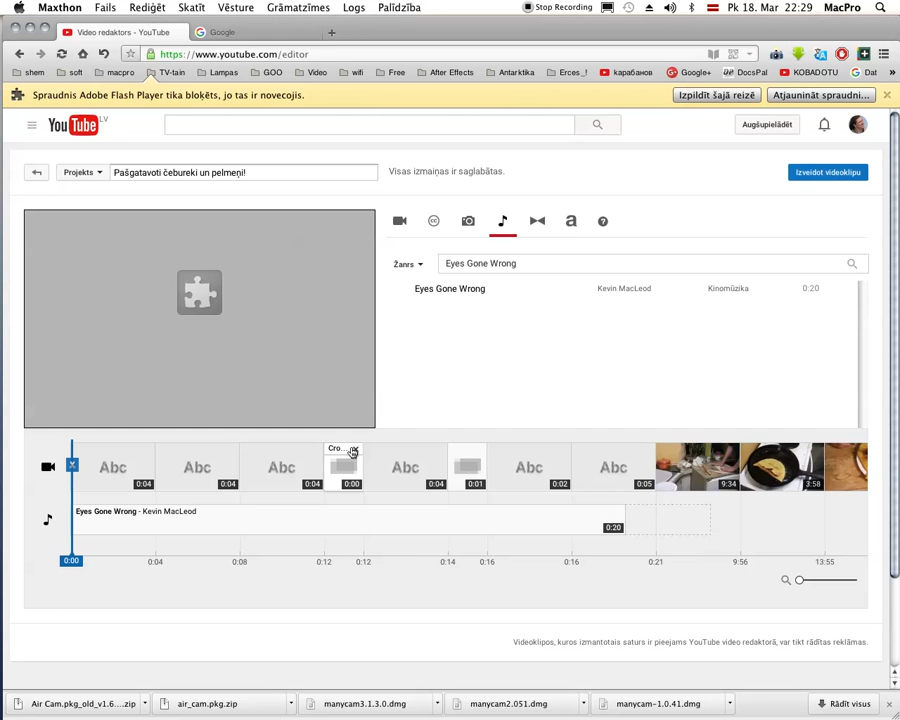 Maxthon Fails Rediģēt Skatīt Vēsture Grāmatzīmes Logs Palīdzība Stop Recording Pk 18. Mar 22:29 MacPro
Video redaktors - YouTube Google
https://www.youtube.com/editor
shem soft macpro TV-tain Lampas GOO Video wifi Free After Effects Antarktika Erces_! карабанов Google+ DocsPal KOBADOTU Dat
Spraudnis Adobe Flash Player tika bloķēts, jo tas ir novecojis. Izpildīt šajā reizē Atjaunināt spraudni...
YouTube LV Augšupielādēt
Projekts Pašgatavoti čebureki un pelmeņi! Visas izmaiņas ir saglabātas. Izveidot videoklipu
cc a ?
Žanrs Eyes Gone Wrong
Eyes Gone Wrong Kevin MacLeod Kinomūzika 0:20
Cro...
Abc Abc Abc Abc Abc Abc
0:04 0:04 0:04 0:00 0:04 0:01 0:02 0:05 9:34 3:58
Eyes Gone Wrong - Kevin MacLeod
0:20
0:00 0:04 0:08 0:12 0:12 0:14 0:16 0:16 0:21 9:56 13:55
Videoklipos, kuros izmantotais saturs ir pieejams YouTube video redaktorā, var tikt rādītas reklāmas.
Air Cam.pkg_old_v1.6....zip air_cam.pkg.zip manycam3.1.3.0.dmg manycam2.051.dmg manycam-1.0.41.dmg Rādīt visus